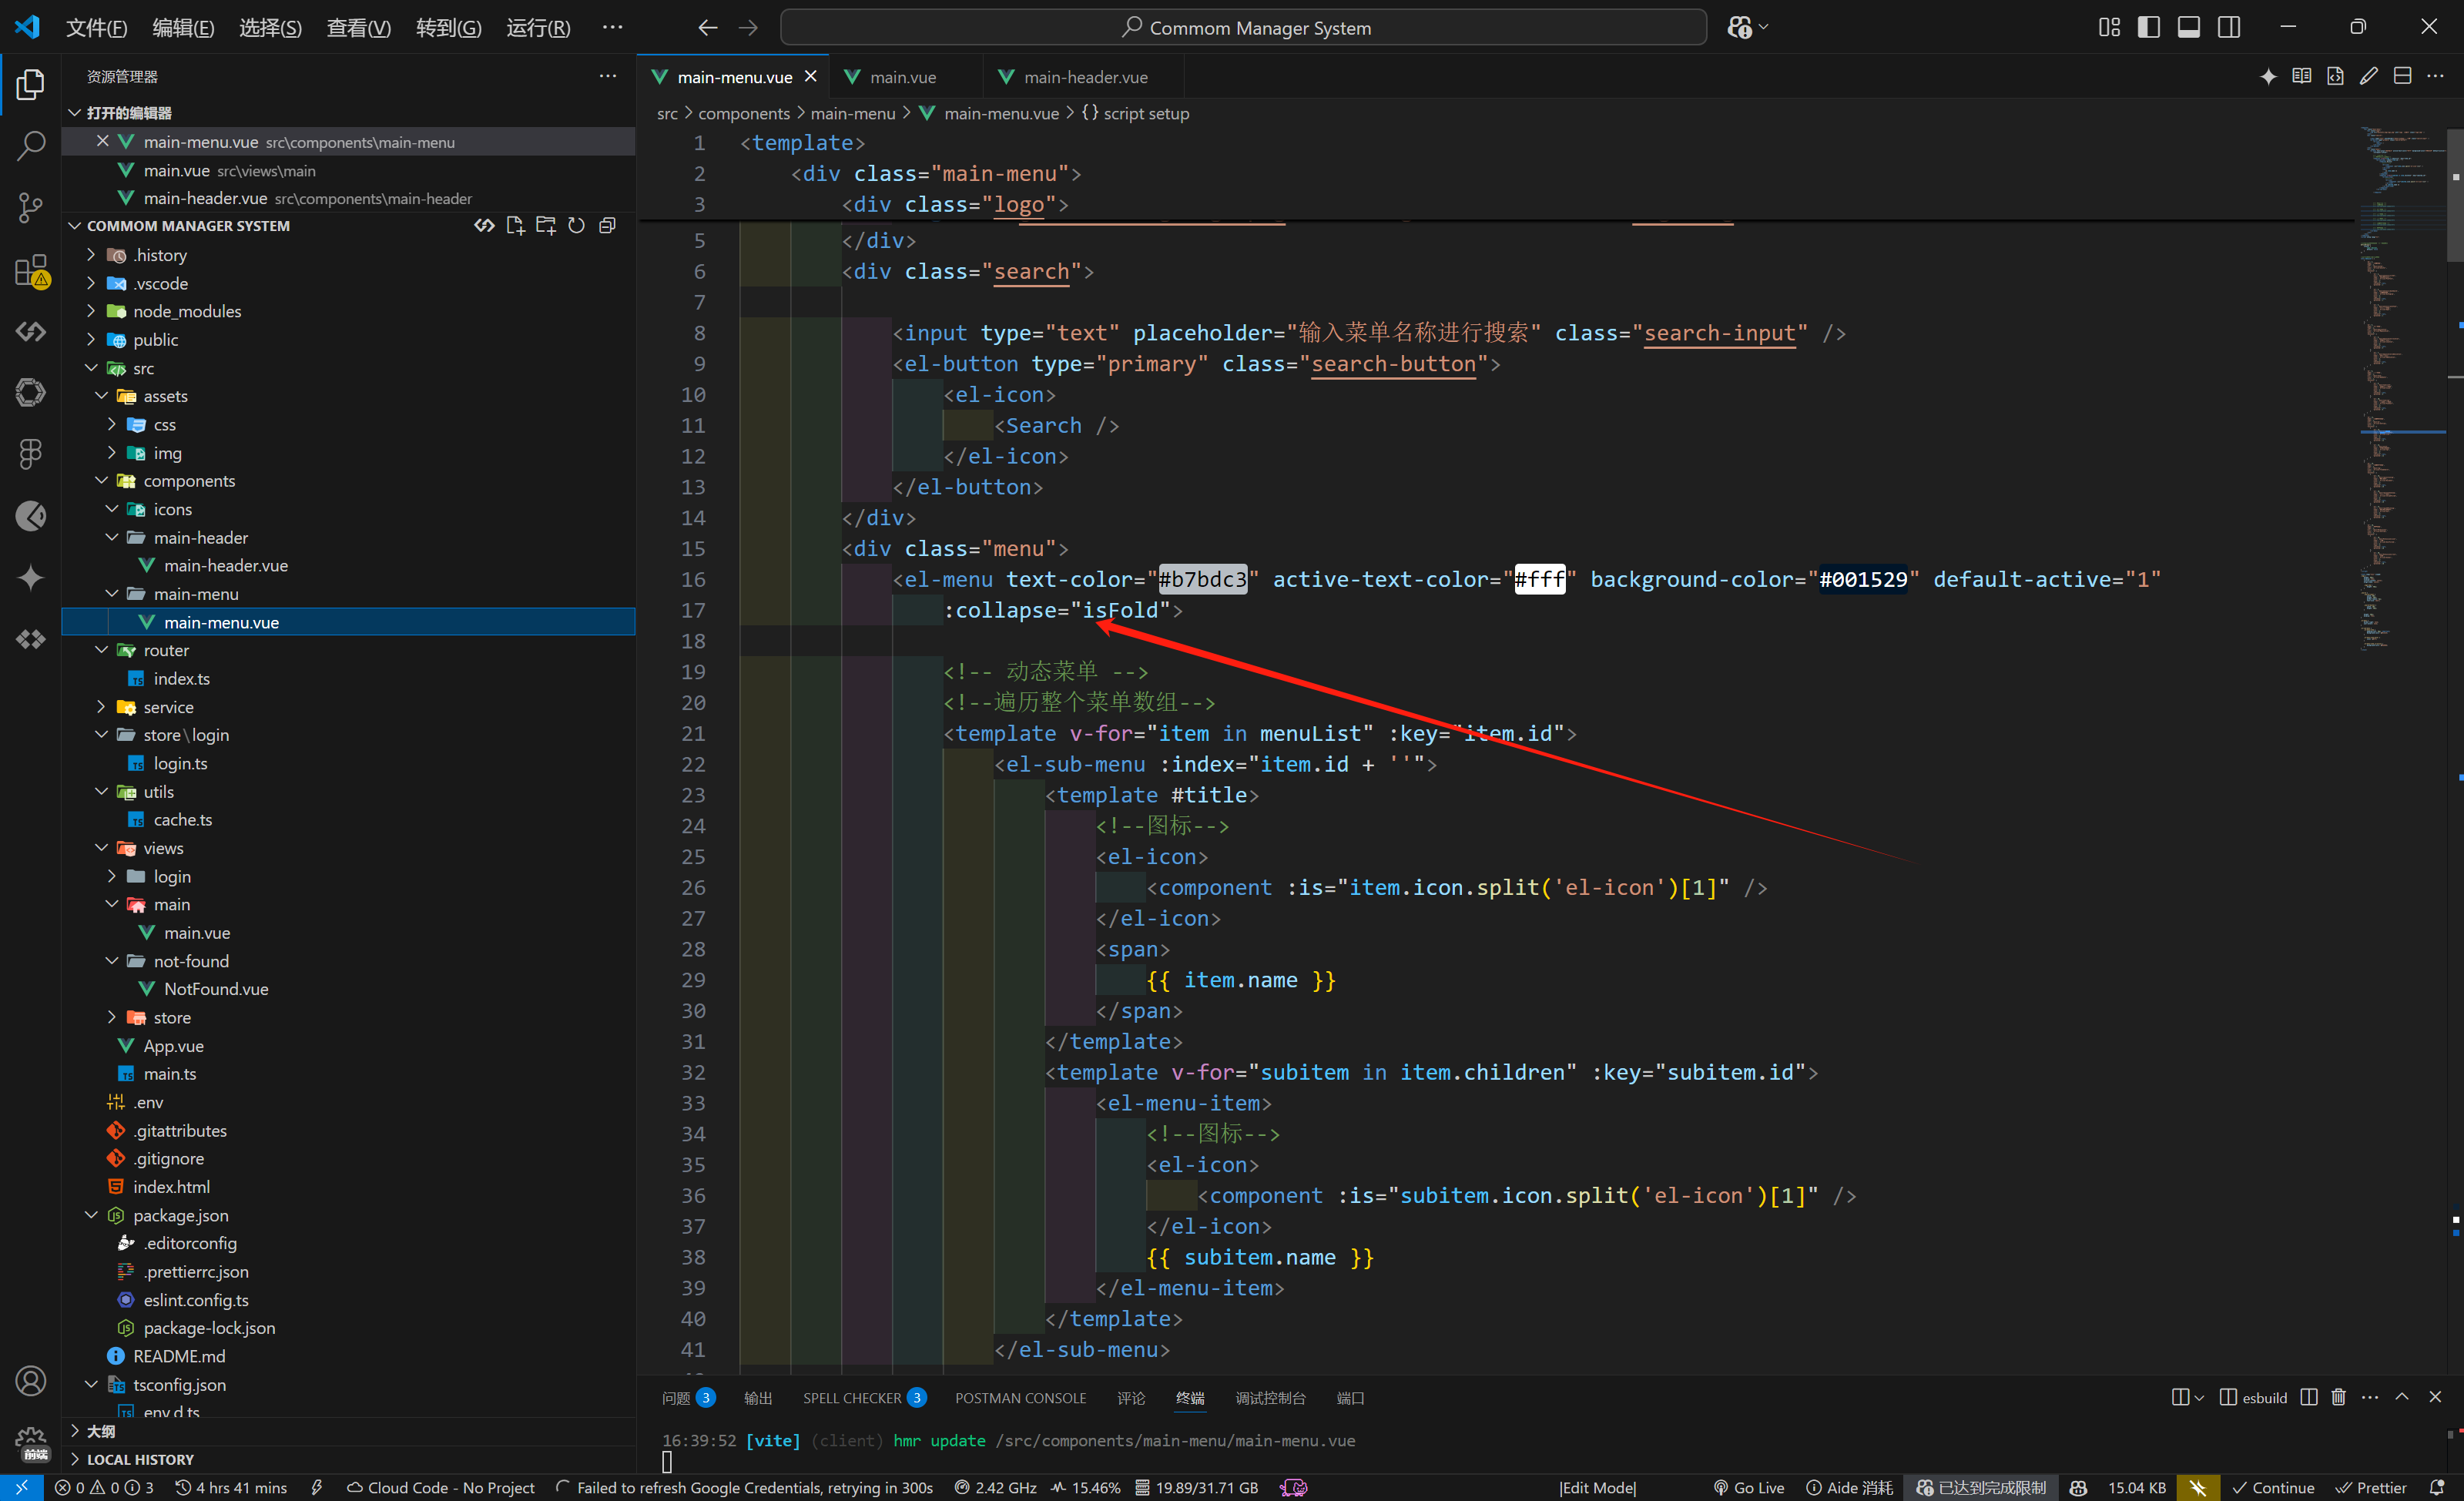 文件(F) 编辑(E) 选择(S) 查看(V) 转到(G) 运行(R) ··· Commom Manager System
资源管理器
打开的编辑器
main-menu.vue src\components\main-menu
main.vue src\views\main
main-header.vue src\components\main-header
COMMOM MANAGER SYSTEM
.history
.vscode
node_modules
public
src
assets
css
img
components
icons
main-header
main-header.vue
main-menu
main-menu.vue
router
index.ts
service
store\login
login.ts
utils
cache.ts
views
login
main
main.vue
not-found
NotFound.vue
store
App.vue
main.ts
.env
.gitattributes
.gitignore
index.html
package.json
.editorconfig
.prettierrc.json
eslint.config.ts
package-lock.json
README.md
tsconfig.json
env.d.ts
大纲
LOCAL HISTORY
前端
main-menu.vue main.vue main-header.vue
src > components > main-menu > main-menu.vue > {} script setup
1 <template>
2 <div class="main-menu">
3 <div class="logo">
5 </div>
6 <div class="search">
7
8 <input type="text" placeholder="输入菜单名称进行搜索" class="search-input" />
9 <el-button type="primary" class="search-button">
10 <el-icon>
11 <Search />
12 </el-icon>
13 </el-button>
14 </div>
15 <div class="menu">
16 <el-menu text-color="#b7bdc3" active-text-color="#fff" background-color="#001529" default-active="1"
17 :collapse="isFold">
18
19 <!-- 动态菜单 -->
20 <!--遍历整个菜单数组-->
21 <template v-for="item in menuList" :key="item.id">
22 <el-sub-menu :index="item.id + ''">
23 <template #title>
24 <!--图标-->
25 <el-icon>
26 <component :is="item.icon.split('el-icon')[1]" />
27 </el-icon>
28 <span>
29 {{ item.name }}
30 </span>
31 </template>
32 <template v-for="subitem in item.children" :key="subitem.id">
33 <el-menu-item>
34 <!--图标-->
35 <el-icon>
36 <component :is="subitem.icon.split('el-icon')[1]" />
37 </el-icon>
38 {{ subitem.name }}
39 </el-menu-item>
40 </template>
41 </el-sub-menu>
问题 3 输出 SPELL CHECKER 3 POSTMAN CONSOLE 评论 终端 调试控制台 端口 esbuild
16:39:52 [vite] (client) hmr update /src/components/main-menu/main-menu.vue
0 0 3 4 hrs 41 mins Cloud Code - No Project Failed to refresh Google Credentials, retrying in 300s 2.42 GHz 15.46% 19.89/31.71 GB |Edit Mode| Go Live Aide 消耗 已达到完成限制 15.04 KB Continue Prettier